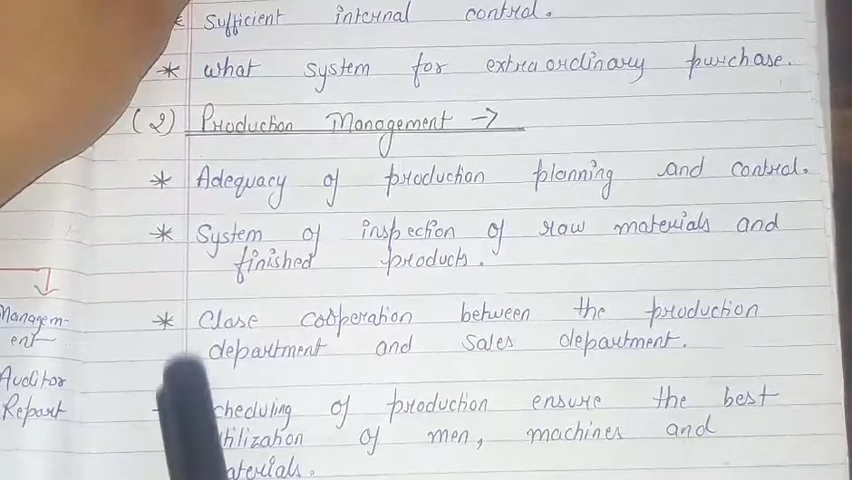 * Sufficient internal control.
* what system for extraordinary purchase.
(2) Production Management →
* Adequacy of production planning and control.
* System of inspection of raw materials and
finished products.
* Close cooperation between the production
department and sales department.
cheduling of production ensure the best
tilization of men, machines and
aterials.
Managem-
ent
Auditor
Report